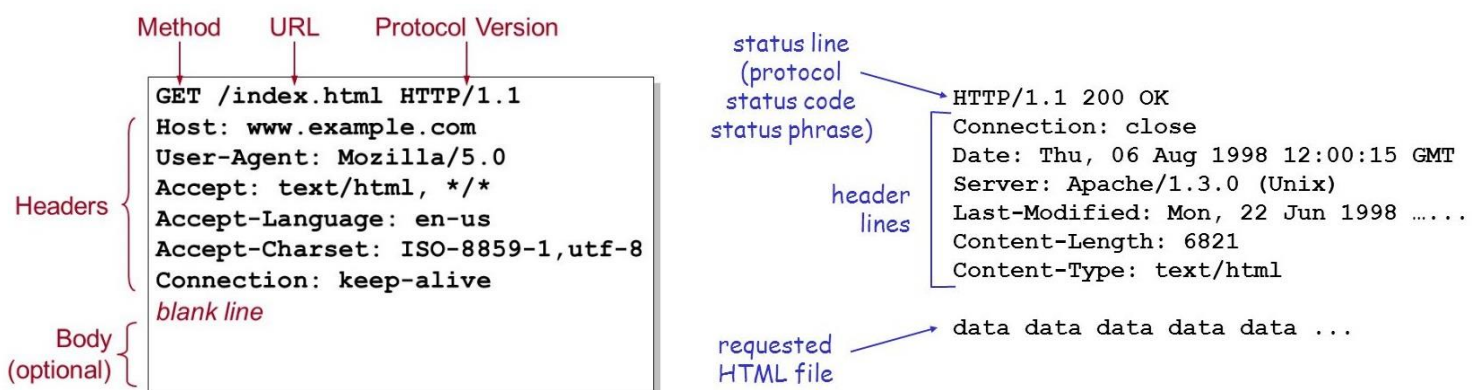 Method URL Protocol Version
GET /index.html HTTP/1.1
Host: www.example.com
User-Agent: Mozilla/5.0
Accept: text/html, */*
Accept-Language: en-us
Accept-Charset: ISO-8859-1,utf-8
Connection: keep-alive
blank line
Headers
Body
(optional)
status line
(protocol
status code
status phrase)
HTTP/1.1 200 OK
Connection: close
Date: Thu, 06 Aug 1998 12:00:15 GMT
Server: Apache/1.3.0 (Unix)
Last-Modified: Mon, 22 Jun 1998 …...
Content-Length: 6821
Content-Type: text/html
header
lines
data data data data data ...
requested
HTML file